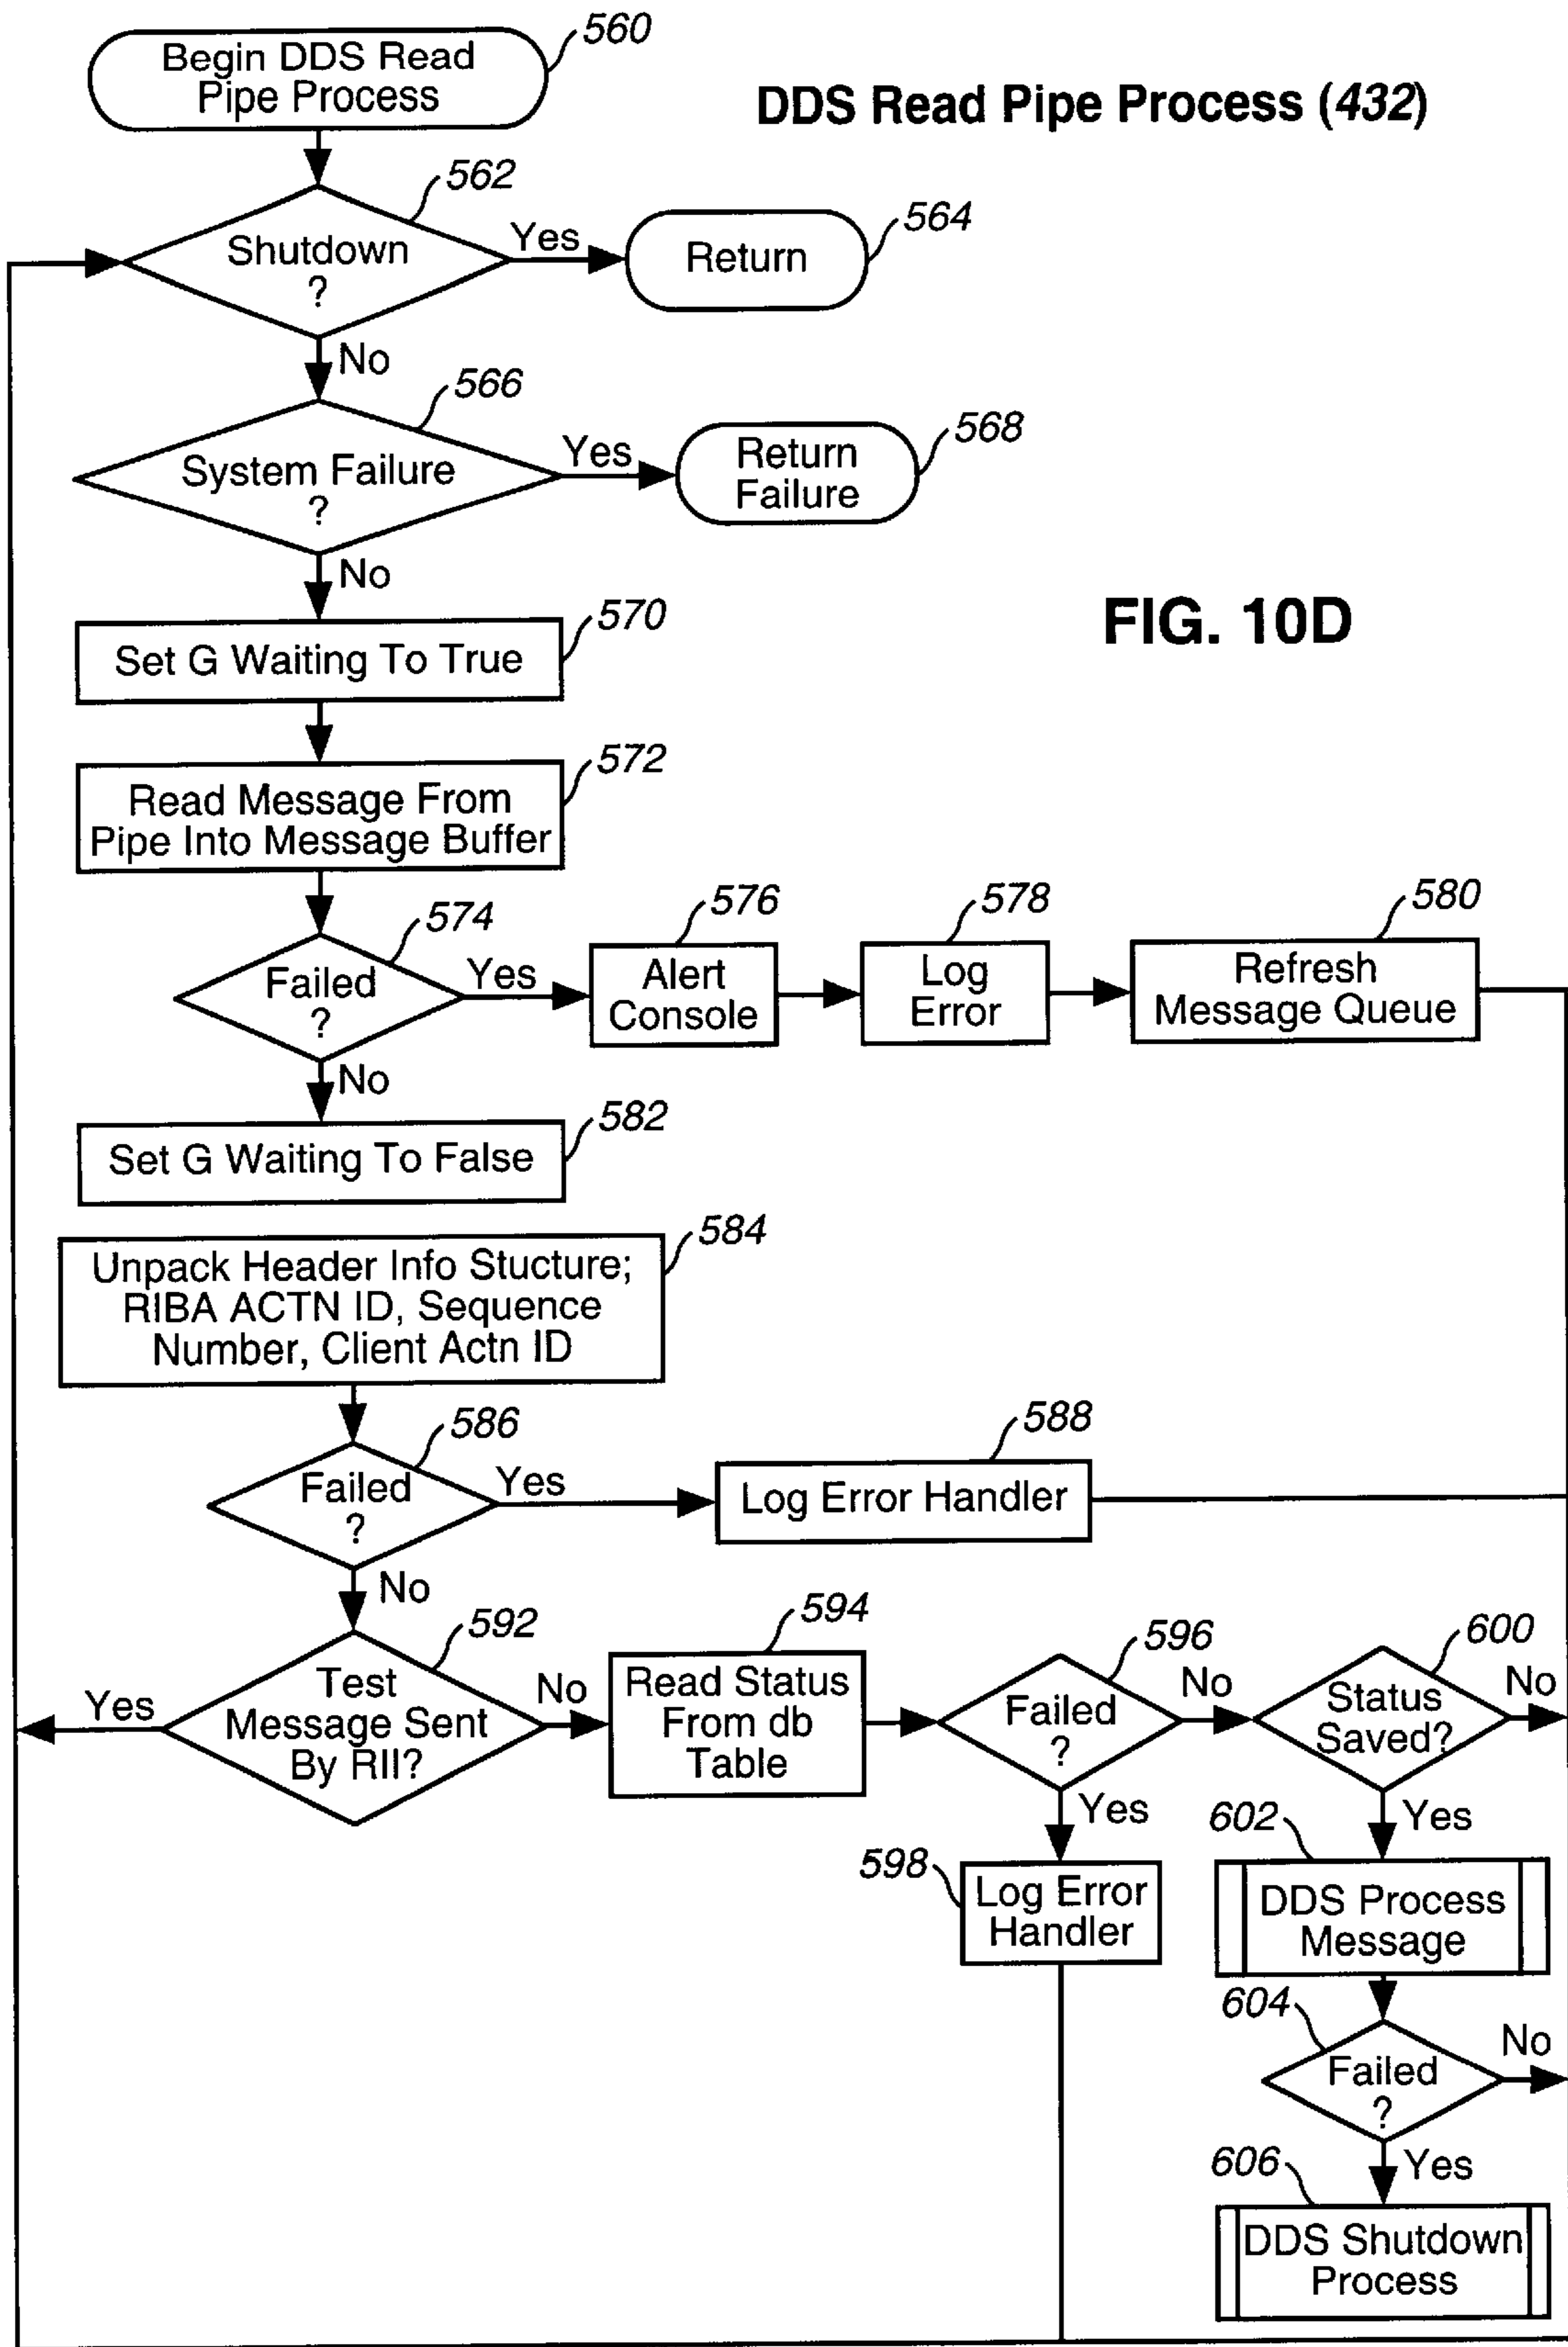 560
Begin DDS Read
Pipe Process
DDS Read Pipe Process (432)
562
Shutdown
?
Yes
564
Return
No
566
System Failure
?
Yes
568
Return
Failure
No
FIG. 10D
570
Set G Waiting To True
572
Read Message From
Pipe Into Message Buffer
574
Failed
?
Yes
576
Alert
Console
578
Log
Error
580
Refresh
Message Queue
No
582
Set G Waiting To False
584
Unpack Header Info Stucture;
RIBA ACTN ID, Sequence
Number, Client Actn ID
586
Failed
?
Yes
588
Log Error Handler
No
592
Test
Message Sent
By RII?
Yes
No
594
Read Status
From db
Table
596
Failed
?
No
600
Status
Saved?
No
Yes
598
Log Error
Handler
Yes
602
DDS Process
Message
604
Failed
?
No
Yes
606
DDS Shutdown
Process